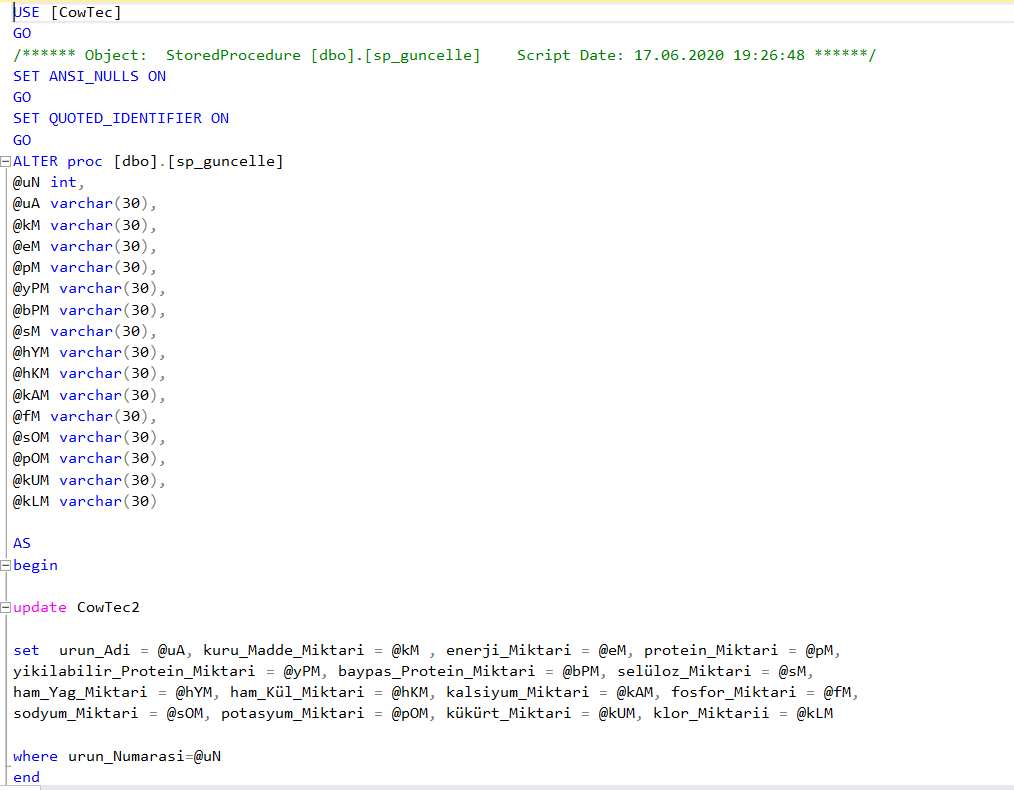 USE [CowTec]
GO
/****** Object:  StoredProcedure [dbo].[sp_guncelle]    Script Date: 17.06.2020 19:26:48 ******/
SET ANSI_NULLS ON
GO
SET QUOTED_IDENTIFIER ON
GO
ALTER proc [dbo].[sp_guncelle]
@uN int,
@uA varchar(30),
@kM varchar(30),
@eM varchar(30),
@pM varchar(30),
@yPM varchar(30),
@bPM varchar(30),
@sM varchar(30),
@hYM varchar(30),
@hKM varchar(30),
@kAM varchar(30),
@fM varchar(30),
@sOM varchar(30),
@pOM varchar(30),
@kUM varchar(30),
@kLM varchar(30)
AS
begin
update CowTec2
set  urun_Adi = @uA, kuru_Madde_Miktari = @kM , enerji_Miktari = @eM, protein_Miktari = @pM,
yikilabilir_Protein_Miktari = @yPM, baypas_Protein_Miktari = @bPM, selüloz_Miktari = @sM,
ham_Yag_Miktari = @hYM, ham_Kül_Miktari = @hKM, kalsiyum_Miktari = @kAM, fosfor_Miktari = @fM,
sodyum_Miktari = @sOM, potasyum_Miktari = @pOM, kükürt_Miktari = @kUM, klor_Miktarii = @kLM
where urun_Numarasi=@uN
end